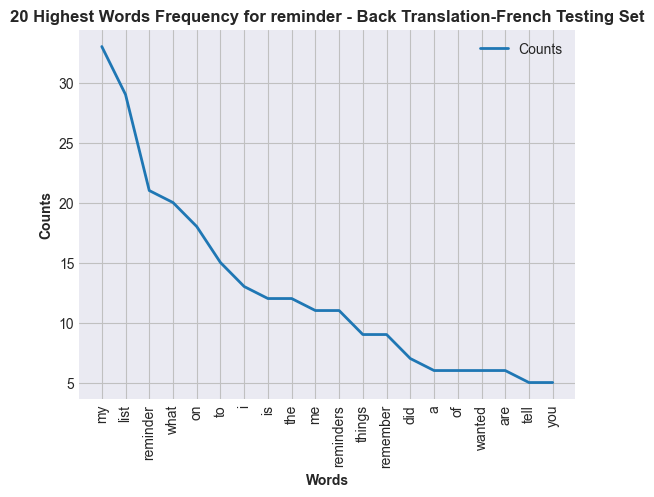 20 Highest Words Frequency for reminder - Back Translation-French Testing Set
Counts
30
25
20
15
10
5
Counts
my
list
reminder
what
on
to
i
is
the
me
reminders
things
remember
did
a
of
wanted
are
tell
you
Words